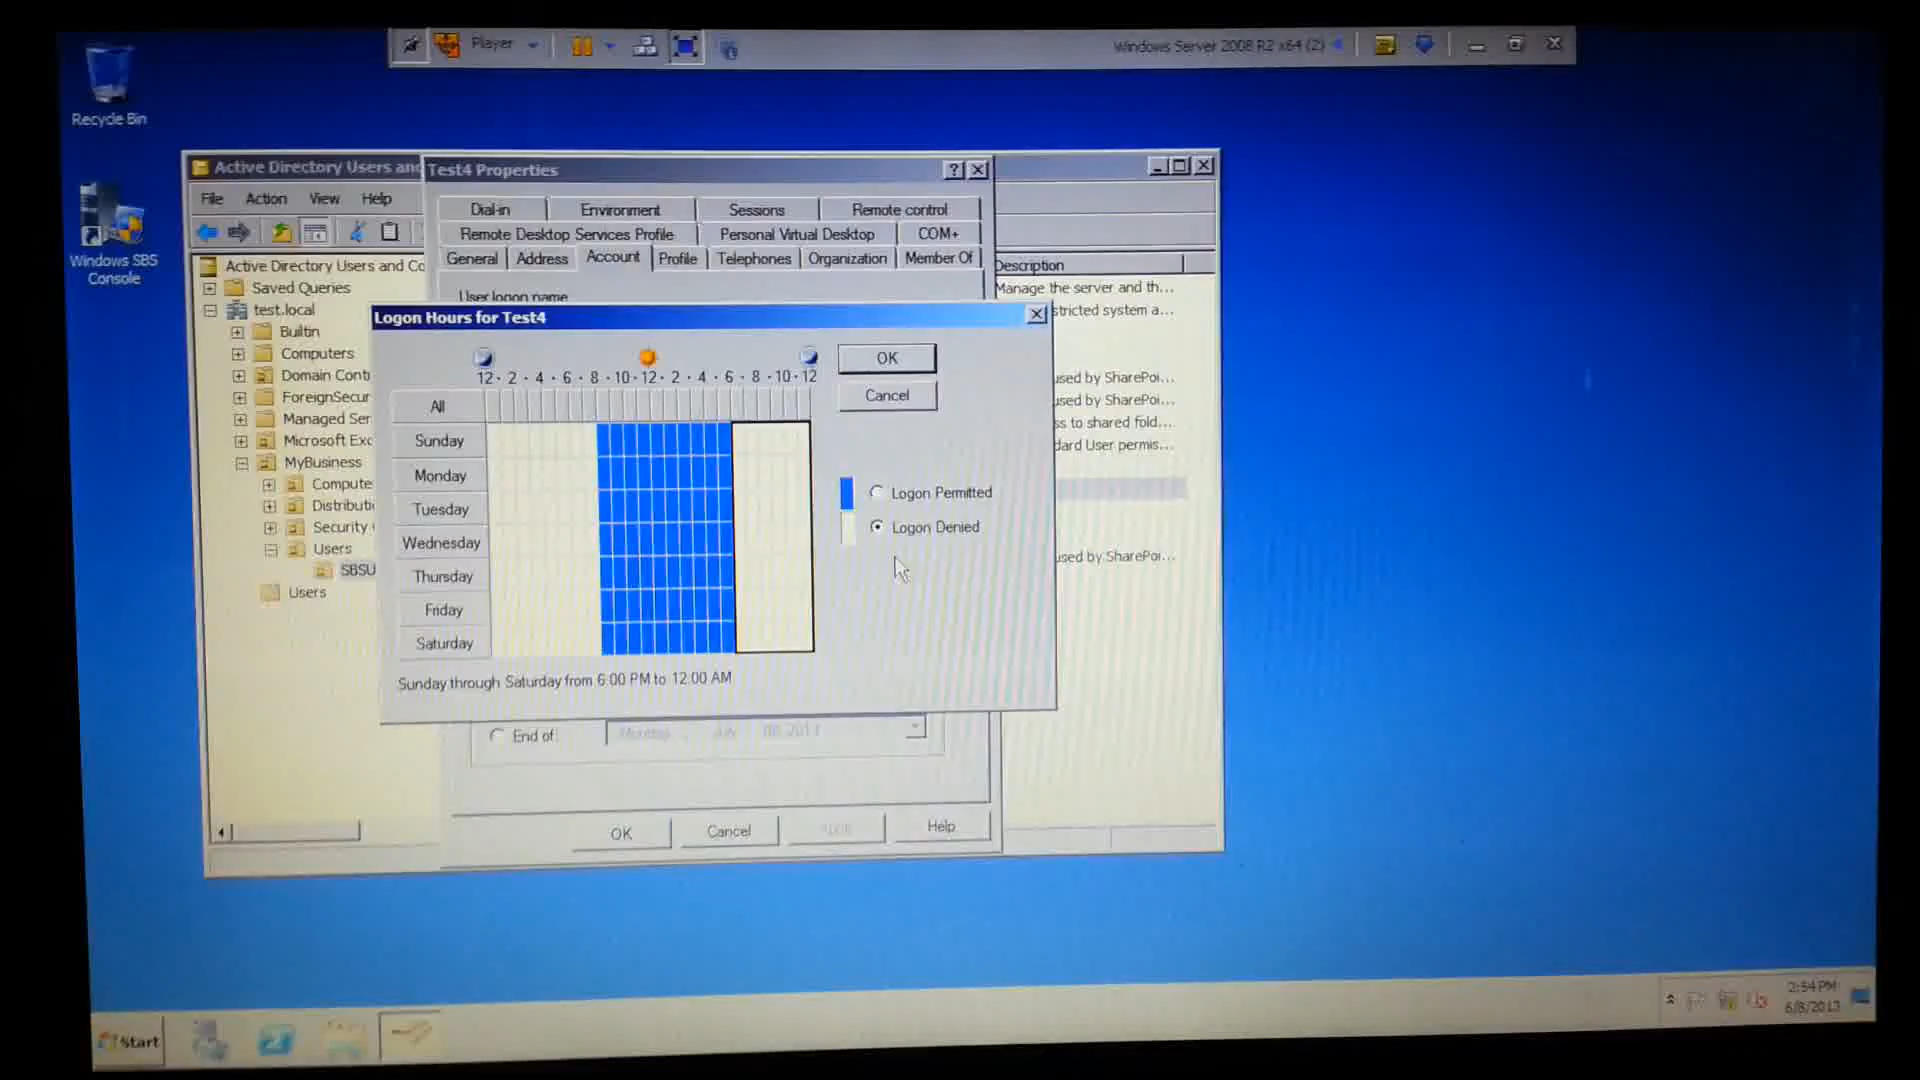 Player
Windows Server 2008 R2 x64 (2)
Recycle Bin
Windows SBS
Console
Active Directory Users and
File Action View Help
Test4 Properties
Dial-in Environment Sessions Remote control
Remote Desktop Services Profile Personal Virtual Desktop COM+
General Address Account Profile Telephones Organization Member Of
User logon name
Active Directory Users and Co
Saved Queries
test.local
Builtin
Computers
Domain Cont
ForeignSecur
Managed Ser
Microsoft Exc
MyBusiness
Compute
Distributi
Security
Users
SBSU
Users
Description
Manage the server and th...
stricted system a...
used by SharePoi...
used by SharePoi...
ss to shared fold...
dard User permis...
used by SharePoi...
Logon Hours for Test4
12 · 2 · 4 · 6 · 8 · 10 · 12 · 2 · 4 · 6 · 8 · 10 · 12
All
Sunday
Monday
Tuesday
Wednesday
Thursday
Friday
Saturday
OK
Cancel
Logon Permitted
Logon Denied
Sunday through Saturday from 6:00 PM to 12:00 AM
End of:
OK Cancel Help
Start
2:54 PM
6/8/2013